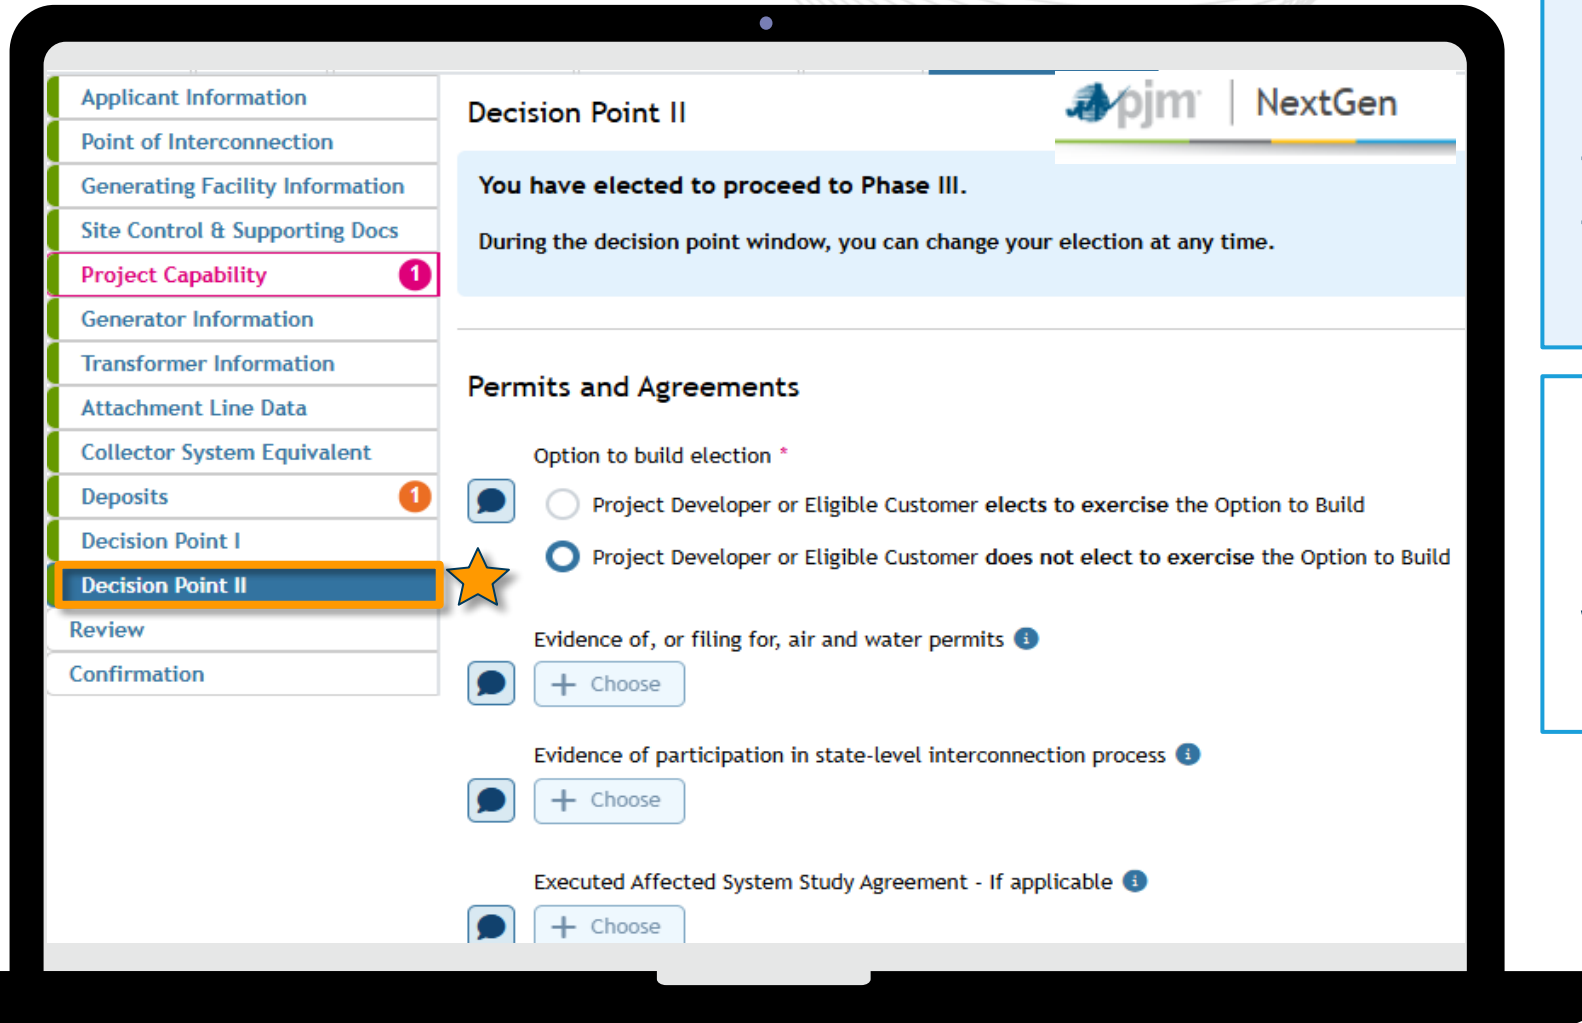 Applicant Information
Point of Interconnection
Generating Facility Information
Site Control & Supporting Docs
Project Capability 1
Generator Information
Transformer Information
Attachment Line Data
Collector System Equivalent
Deposits 1
Decision Point I
Decision Point II
Review
Confirmation
Decision Point II
pjm NextGen
You have elected to proceed to Phase III.
During the decision point window, you can change your election at any time.
Permits and Agreements
Option to build election *
Project Developer or Eligible Customer elects to exercise the Option to Build
Project Developer or Eligible Customer does not elect to exercise the Option to Build
Evidence of, or filing for, air and water permits i
+ Choose
Evidence of participation in state-level interconnection process i
+ Choose
Executed Affected System Study Agreement - If applicable i
+ Choose